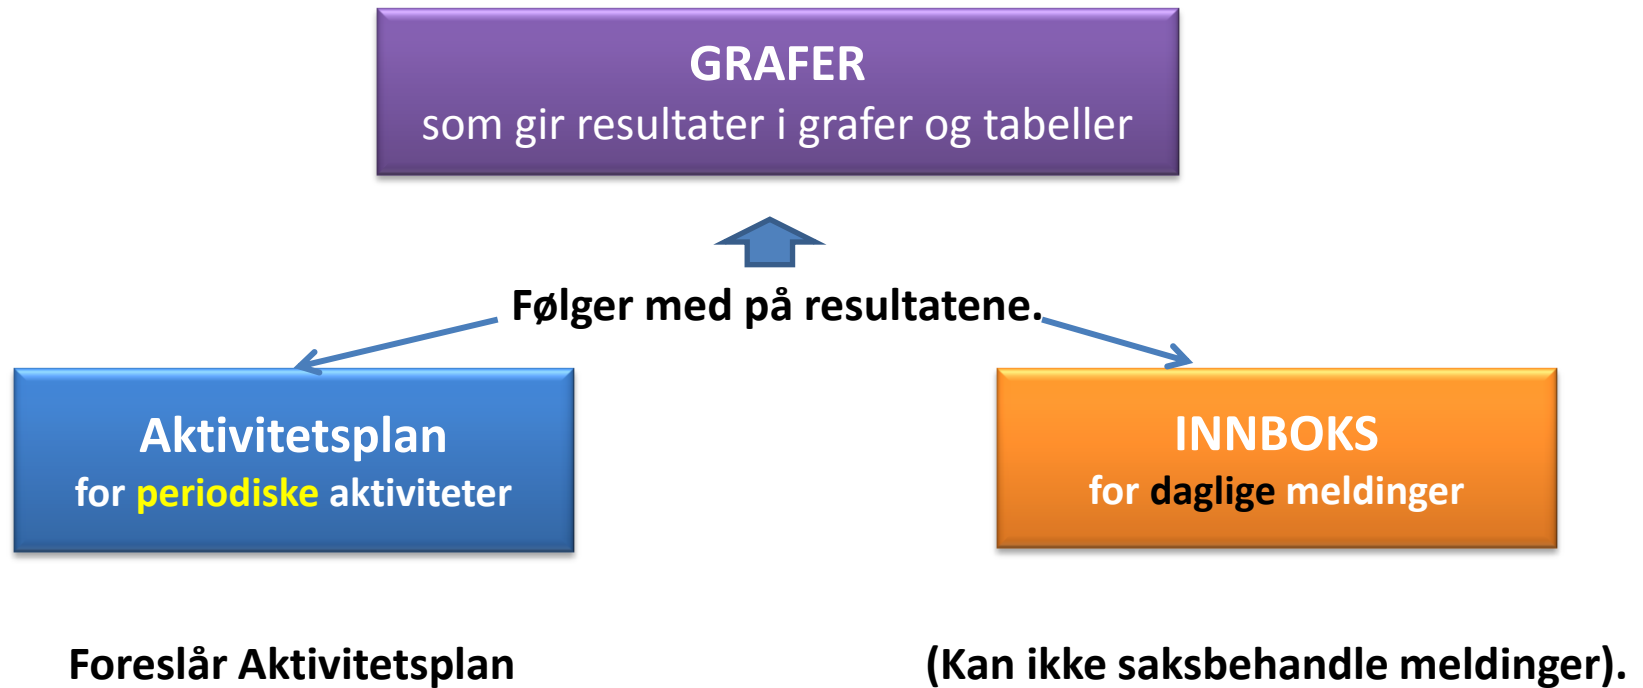 GRAFER
som gir resultater i grafer og tabeller
Følger med på resultatene.
Aktivitetsplan
for periodiske aktiviteter
INNBOKS
for daglige meldinger
Foreslår Aktivitetsplan
(Kan ikke saksbehandle meldinger).